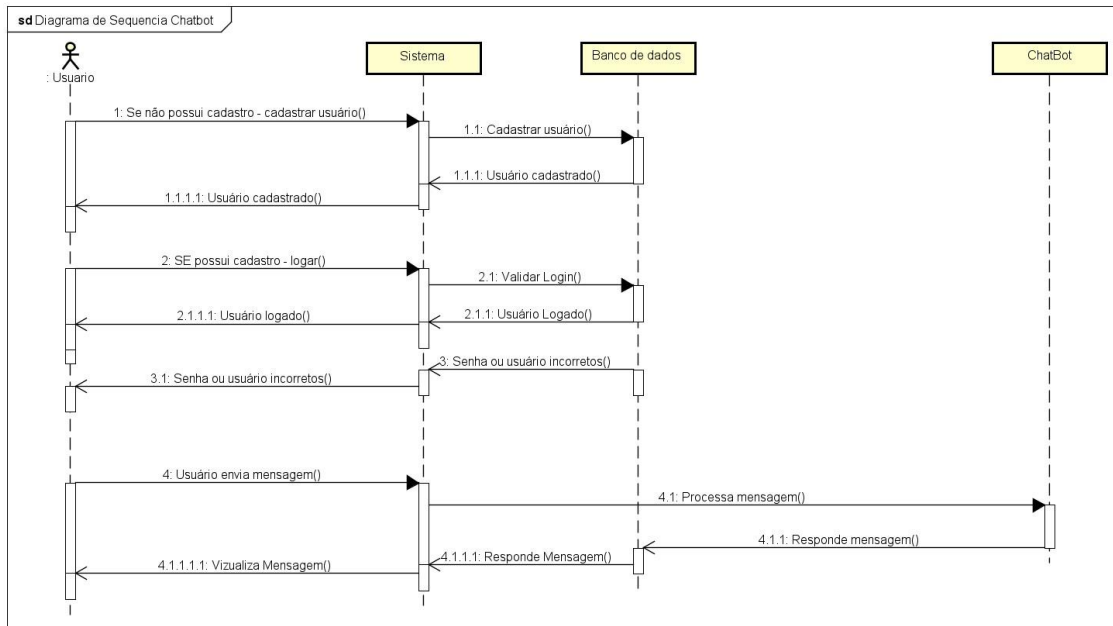 sd Diagrama de Sequencia Chatbot
: Usuario
Sistema
Banco de dados
ChatBot
1: Se não possui cadastro - cadastrar usuário()
1.1: Cadastrar usuário()
1.1.1: Usuário cadastrado()
1.1.1.1: Usuário cadastrado()
2: SE possui cadastro - logar()
2.1: Validar Login()
2.1.1: Usuário Logado()
2.1.1.1: Usuário logado()
3: Senha ou usuário incorretos()
3.1: Senha ou usuário incorretos()
4: Usuário envia mensagem()
4.1: Processa mensagem()
4.1.1: Responde mensagem()
4.1.1.1: Responde Mensagem()
4.1.1.1.1: Vizualiza Mensagem()